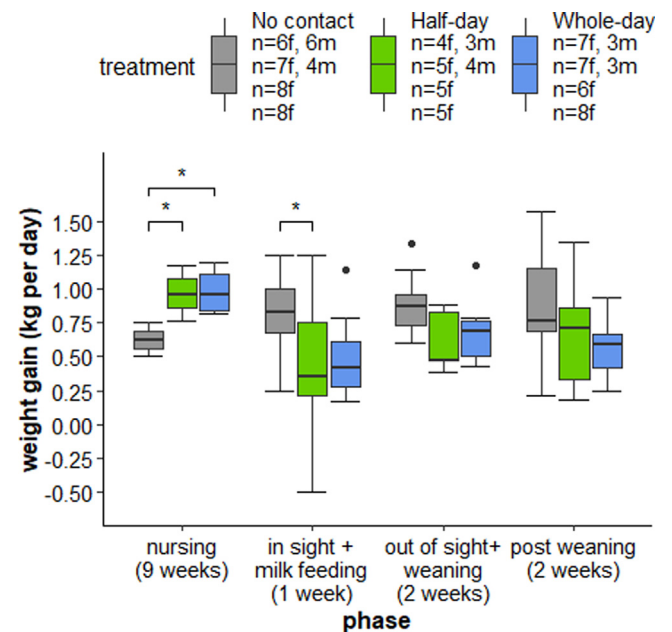 No contact
n=6f, 6m
n=7f, 4m
n=8f
n=8f
Half-day
n=4f, 3m
n=5f, 4m
n=5f
n=5f
Whole-day
n=7f, 3m
n=7f, 3m
n=6f
n=8f
treatment
weight gain (kg per day)
1.50
1.25
1.00
0.75
0.50
0.25
0.00
-0.25
-0.50
*
*
*
nursing
(9 weeks)
in sight +
milk feeding
(1 week)
out of sight+
weaning
(2 weeks)
post weaning
(2 weeks)
phase